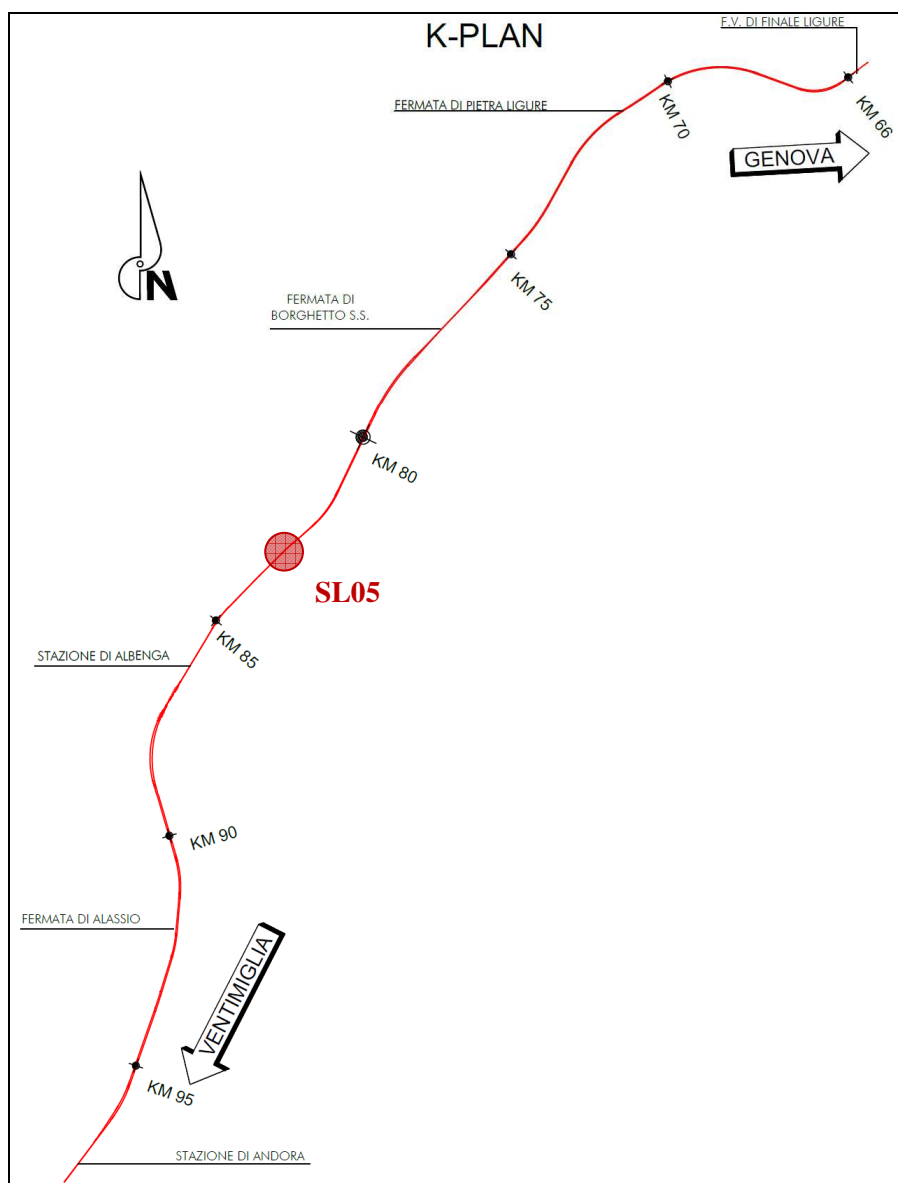 F.V. DI FINALE LIGURE
K-PLAN
FERMATA DI PIETRA LIGURE
KM 70
KM 66
GENOVA
N
KM 75
FERMATA DI
BORGHETTO S.S.
KM 80
SL05
KM 85
STAZIONE DI ALBENGA
KM 90
FERMATA DI ALASSIO
VENTIMIGLIA
KM 95
STAZIONE DI ANDORA